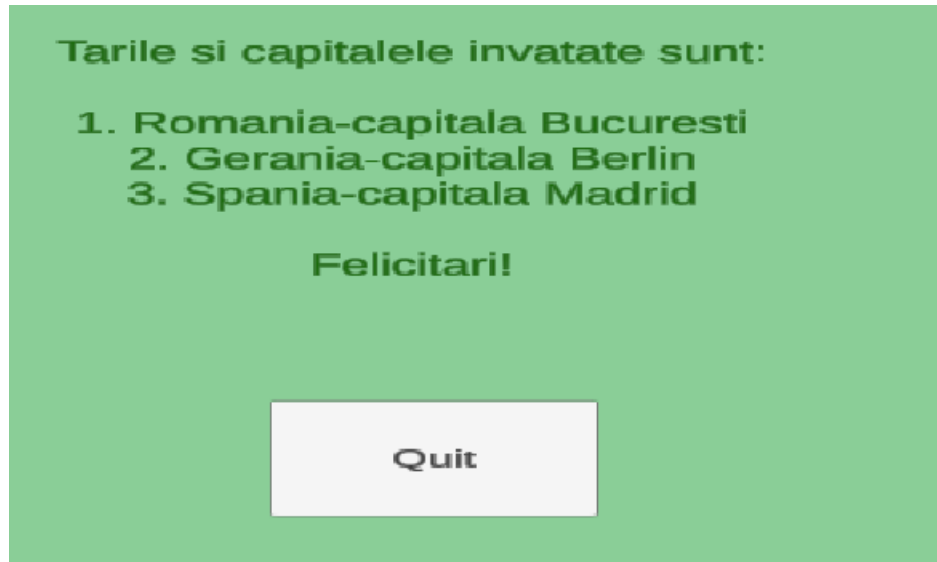 Tarile si capitalele invatate sunt:
1. Romania-capitala Bucuresti
2. Gerania-capitala Berlin
3. Spania-capitala Madrid
Felicitari!
Quit